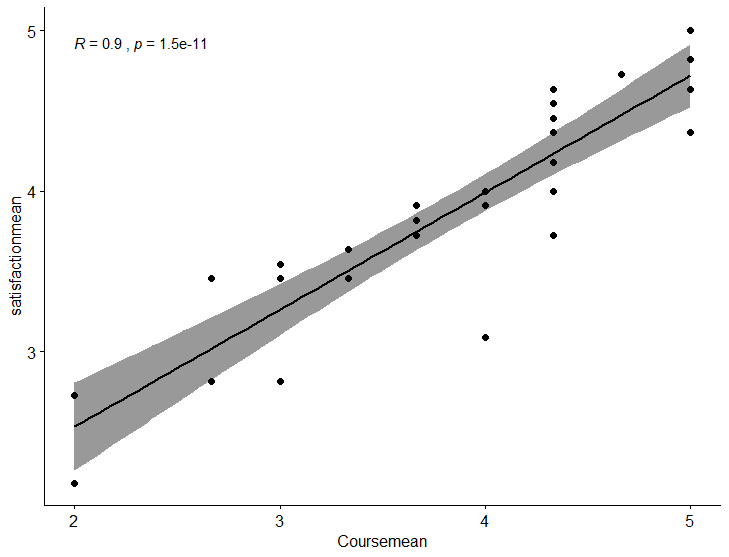 5
R = 0.9 , p = 1.5e-11
4
3
satisfactionmean
2 3 4 5
Coursemean